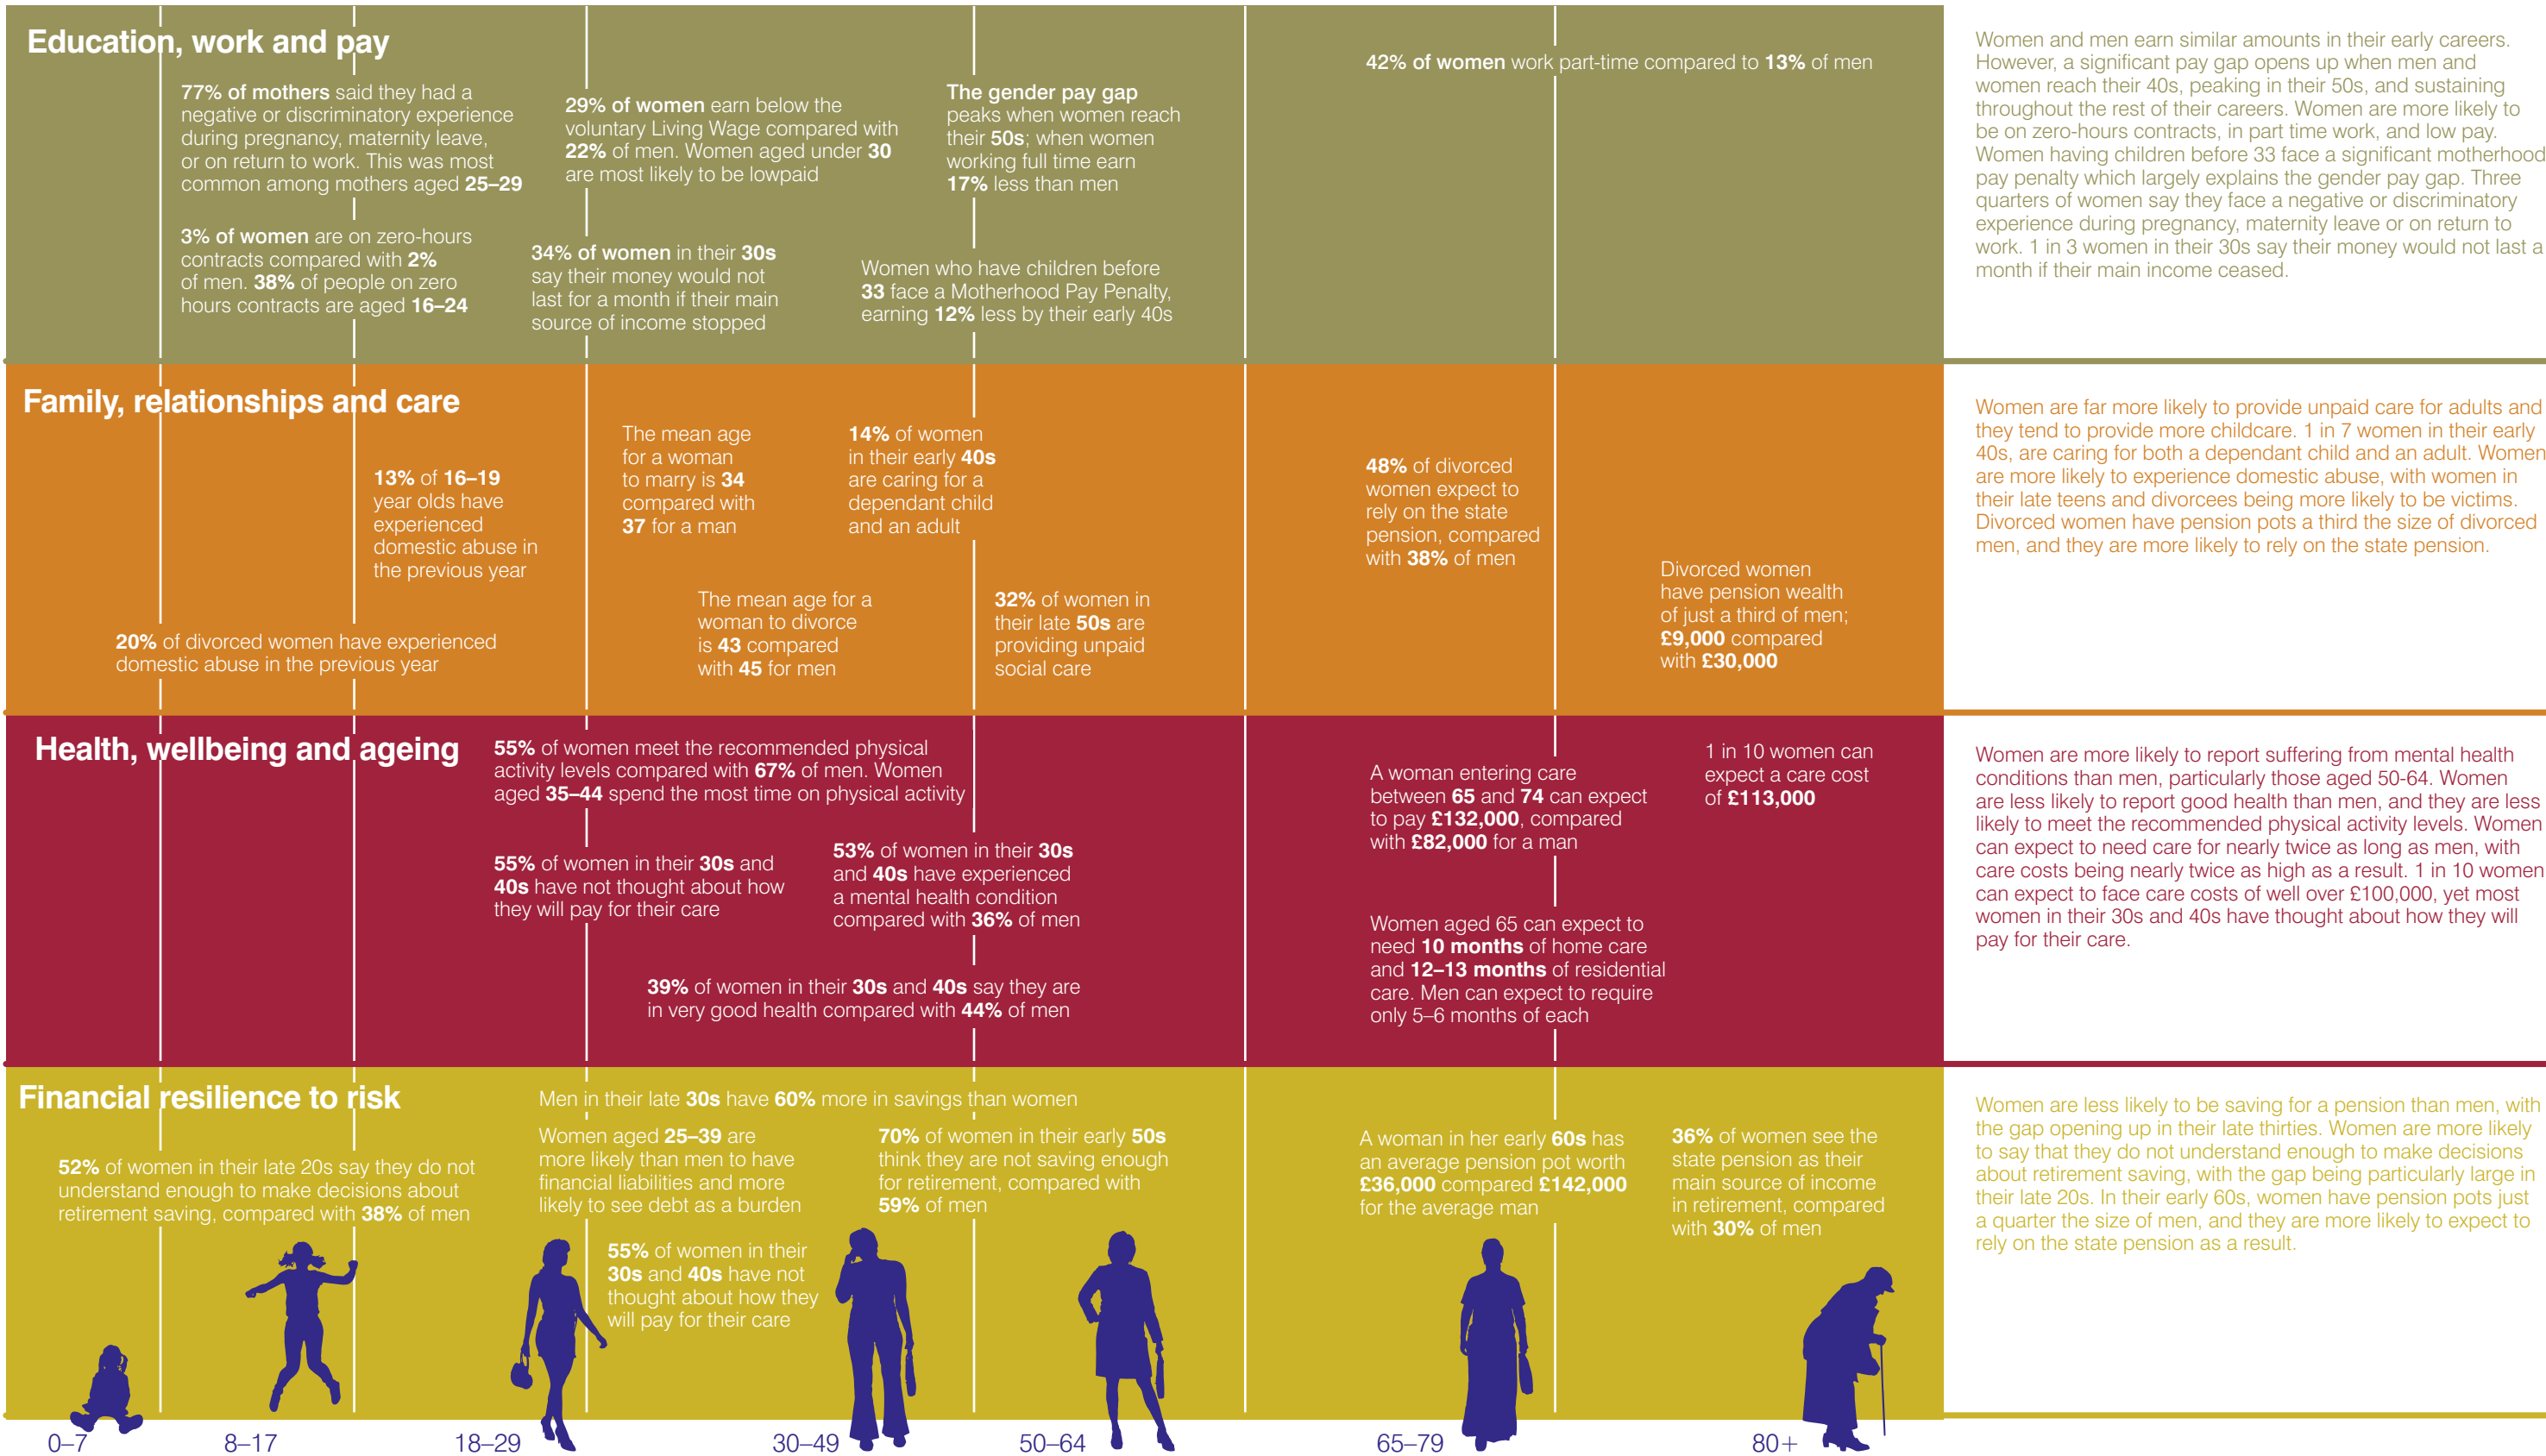 Education, work and pay
77% of mothers said they had a
negative or discriminatory experience
during pregnancy, maternity leave,
or on return to work. This was most
common among mothers aged 25–29
3% of women are on zero-hours
contracts compared with 2%
of men. 38% of people on zero
hours contracts are aged 16–24
29% of women earn below the
voluntary Living Wage compared with
22% of men. Women aged under 30
are most likely to be lowpaid
34% of women in their 30s
say their money would not
last for a month if their main
source of income stopped
The gender pay gap
peaks when women reach
their 50s; when women
working full time earn
17% less than men
Women who have children before
33 face a Motherhood Pay Penalty,
earning 12% less by their early 40s
42% of women work part-time compared to 13% of men
Women and men earn similar amounts in their early careers.
However, a significant pay gap opens up when men and
women reach their 40s, peaking in their 50s, and sustaining
throughout the rest of their careers. Women are more likely to
be on zero-hours contracts, in part time work, and low pay.
Women having children before 33 face a significant motherhood
pay penalty which largely explains the gender pay gap. Three
quarters of women say they face a negative or discriminatory
experience during pregnancy, maternity leave or on return to
work. 1 in 3 women in their 30s say their money would not last a
month if their main income ceased.
Family, relationships and care
13% of 16–19
year olds have
experienced
domestic abuse in
the previous year
20% of divorced women have experienced
domestic abuse in the previous year
The mean age
for a woman
to marry is 34
compared with
37 for a man
The mean age for a
woman to divorce
is 43 compared
with 45 for men
14% of women
in their early 40s
are caring for a
dependant child
and an adult
32% of women in
their late 50s are
providing unpaid
social care
48% of divorced
women expect to
rely on the state
pension, compared
with 38% of men
Divorced women
have pension wealth
of just a third of men;
£9,000 compared
with £30,000
Women are far more likely to provide unpaid care for adults and
they tend to provide more childcare. 1 in 7 women in their early
40s, are caring for both a dependant child and an adult. Women
are more likely to experience domestic abuse, with women in
their late teens and divorcees being more likely to be victims.
Divorced women have pension pots a third the size of divorced
men, and they are more likely to rely on the state pension.
Health, wellbeing and ageing
55% of women meet the recommended physical
activity levels compared with 67% of men. Women
aged 35–44 spend the most time on physical activity
55% of women in their 30s and
40s have not thought about how
they will pay for their care
53% of women in their 30s
and 40s have experienced
a mental health condition
compared with 36% of men
39% of women in their 30s and 40s say they are
in very good health compared with 44% of men
A woman entering care
between 65 and 74 can expect
to pay £132,000, compared
with £82,000 for a man
Women aged 65 can expect to
need 10 months of home care
and 12–13 months of residential
care. Men can expect to require
only 5–6 months of each
1 in 10 women can
expect a care cost
of £113,000
Women are more likely to report suffering from mental health
conditions than men, particularly those aged 50-64. Women
are less likely to report good health than men, and they are less
likely to meet the recommended physical activity levels. Women
can expect to need care for nearly twice as long as men, with
care costs being nearly twice as high as a result. 1 in 10 women
can expect to face care costs of well over £100,000, yet most
women in their 30s and 40s have thought about how they will
pay for their care.
Financial resilience to risk
52% of women in their late 20s say they do not
understand enough to make decisions about
retirement saving, compared with 38% of men
Men in their late 30s have 60% more in savings than women
Women aged 25–39 are
more likely than men to have
financial liabilities and more
likely to see debt as a burden
55% of women in their
30s and 40s have not
thought about how they
will pay for their care
70% of women in their early 50s
think they are not saving enough
for retirement, compared with
59% of men
A woman in her early 60s has
an average pension pot worth
£36,000 compared £142,000
for the average man
36% of women see the
state pension as their
main source of income
in retirement, compared
with 30% of men
Women are less likely to be saving for a pension than men, with
the gap opening up in their late thirties. Women are more likely
to say that they do not understand enough to make decisions
about retirement saving, with the gap being particularly large in
their late 20s. In their early 60s, women have pension pots just
a quarter the size of men, and they are more likely to expect to
rely on the state pension as a result.
0–7
8–17
18–29
30–49
50–64
65–79
80+